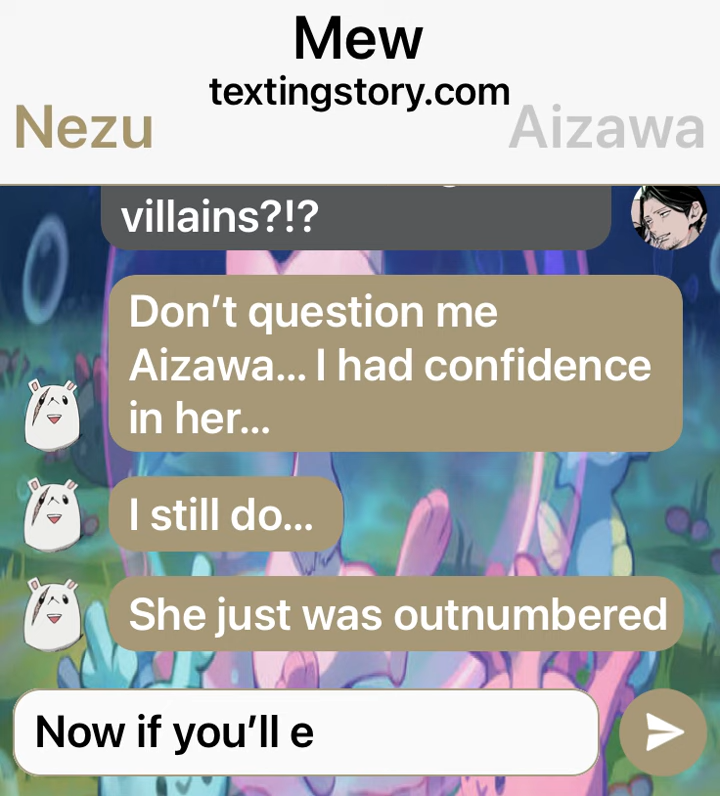 Mew
textingstory.com
Nezu
Aizawa
villains?!?
Don’t question me
Aizawa... I had confidence
in her...
I still do...
She just was outnumbered
Now if you’ll e